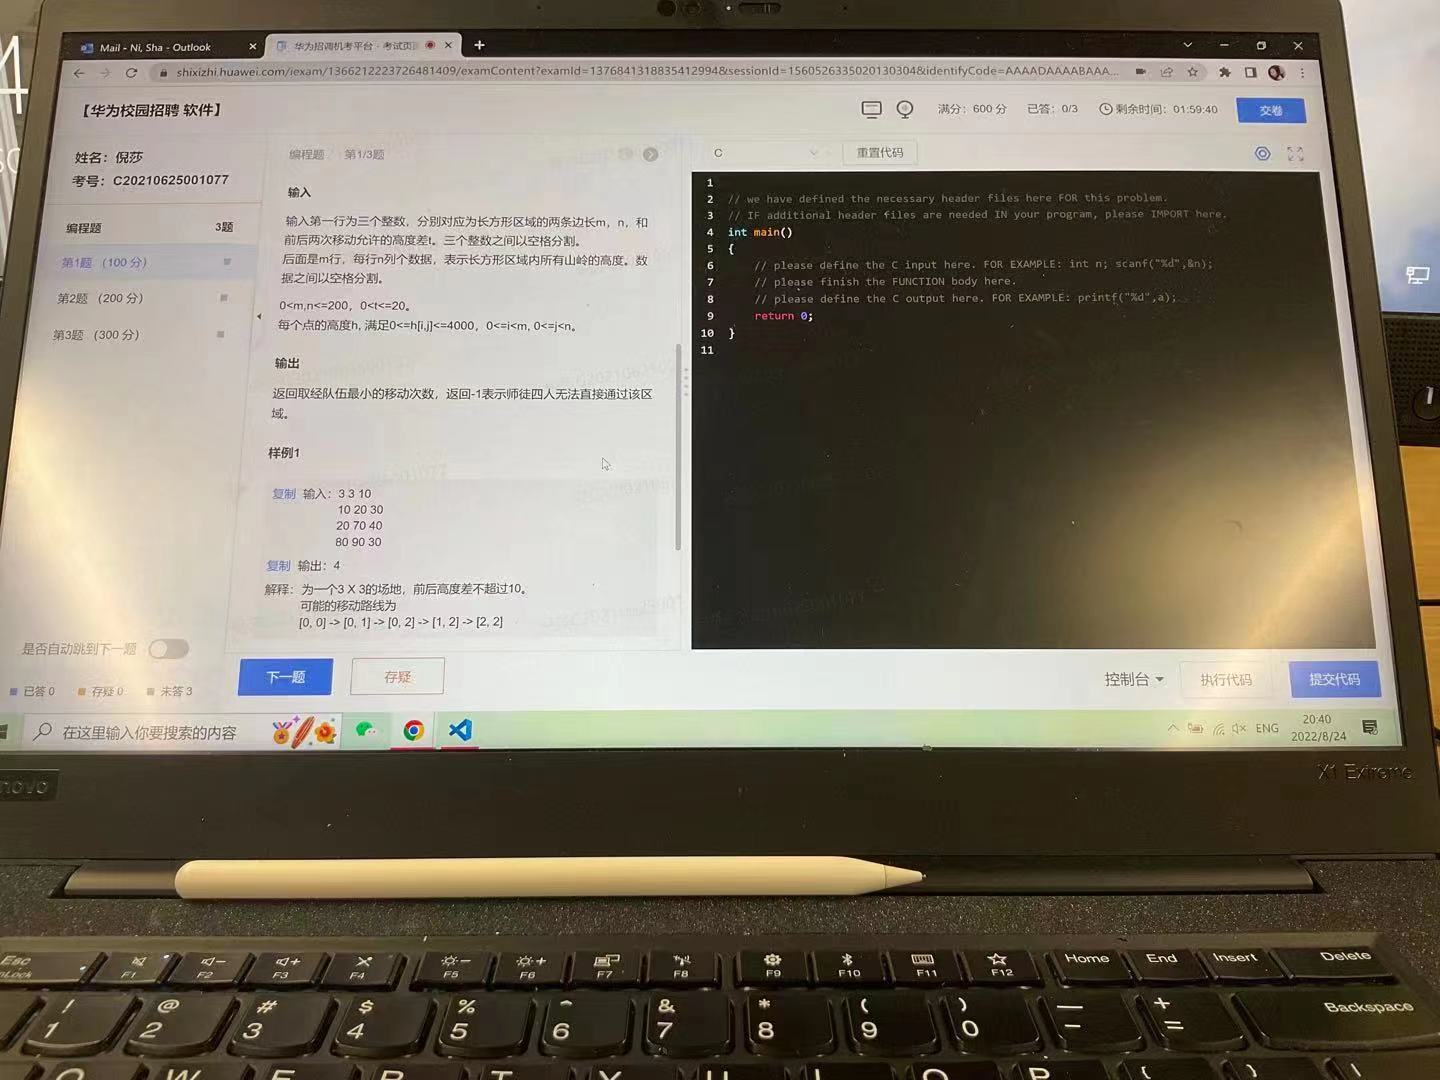 Mail - Ni, Sha - Outlook
华为招调机考平台 - 考试页
shixizhi.huawei.com/iexam/1366212223726481409/examContent?examId=1376841318835412994&sessionId=1560526335020130304&identifyCode=AAAADAAAABAAA...
【华为校园招聘 软件】
满分：600 分
已答：0/3
剩余时间：01:59:40
交卷
姓名：倪莎
考号：C20210625001077
编程题
3题
第1题 （100 分）
第2题 （200 分）
第3题 （300 分）
是否自动跳到下一题
已答 0
存疑 0
未答 3
编程题
第1/3题
输入
输入第一行为三个整数，分别对应为长方形区域的两条边长m，n，和
前后两次移动允许的高度差t。三个整数之间以空格分割。
后面是m行，每行n列个数据，表示长方形区域内所有山岭的高度。数
据之间以空格分割。
0<m,n<=200，0<t<=20。
每个点的高度h, 满足0<=h[i,j]<=4000，0<=i<m, 0<=j<n。
输出
返回取经队伍最小的移动次数，返回-1表示师徒四人无法直接通过该区
域。
样例1
复制 输入：3 3 10
10 20 30
20 70 40
80 90 30
复制 输出：4
解释：为一个3 X 3的场地，前后高度差不超过10。
可能的移动路线为
[0, 0] -> [0, 1] -> [0, 2] -> [1, 2] -> [2, 2]
下一题
存疑
C
重置代码
1
2 // we have defined the necessary header files here FOR this problem.
3 // IF additional header files are needed IN your program, please IMPORT here.
4 int main()
5 {
6 // please define the C input here. FOR EXAMPLE: int n; scanf("%d",&n);
7 // please finish the FUNCTION body here.
8 // please define the C output here. FOR EXAMPLE: printf("%d",a);
9 return 0;
10 }
11
控制台
执行代码
提交代码
在这里输入你要搜索的内容
ENG
20:40
2022/8/24
X1 Extreme
Esc
F1
F2
F3
F4
F5
F6
F7
F8
F9
F10
F11
F12
Home
End
Insert
Delete
! @ # $ % ^ & * ( ) — +
1 2 3 4 5 6 7 8 9 0 - =
Backspace